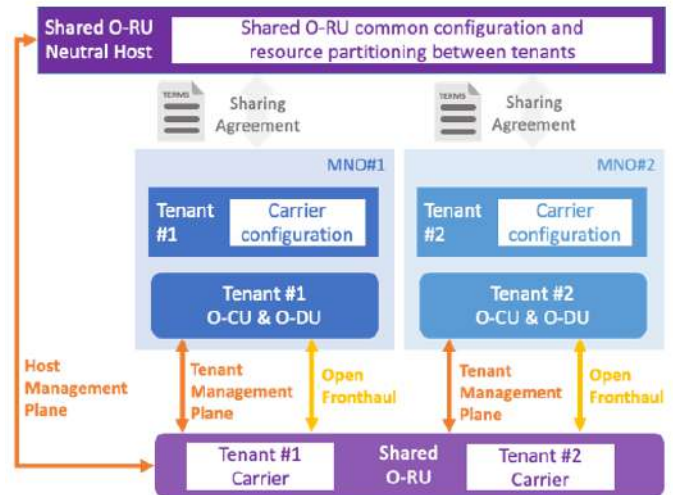 Shared O-RU
Neutral Host
Shared O-RU common configuration and
resource partitioning between tenants
TERMS
Sharing
Agreement
TERMS
Sharing
Agreement
MNO#1
MNO#2
Tenant
#1
Carrier
configuration
Tenant
#2
Carrier
configuration
Tenant #1
O-CU & O-DU
Tenant #2
O-CU & O-DU
Host
Management
Plane
Tenant
Management
Plane
Open
Fronthaul
Tenant
Management
Plane
Open
Fronthaul
Tenant #1
Carrier
Shared
O-RU
Tenant #2
Carrier